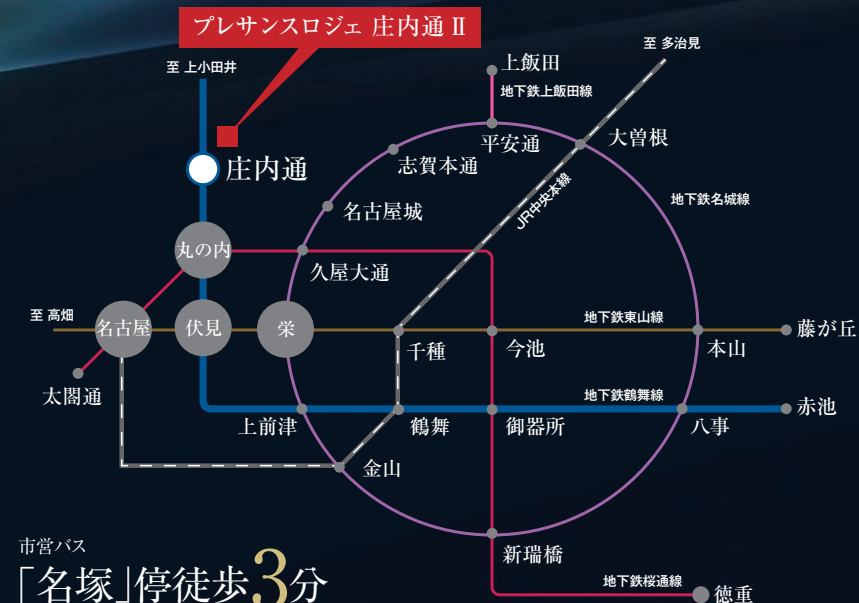 プレサンスロジェ 庄内通 II
至 上小田井
至 多治見
上飯田
地下鉄上飯田線
平安通
大曽根
庄内通
志賀本通
JR中央本線
地下鉄名城線
名古屋城
丸の内
久屋大通
至 高畑
名古屋
伏見
栄
千種
今池
地下鉄東山線
本山
藤が丘
太閤通
上前津
鶴舞
御器所
地下鉄鶴舞線
八事
赤池
金山
新瑞橋
地下鉄桜通線
徳重
市営バス
「名塚」停徒歩3分